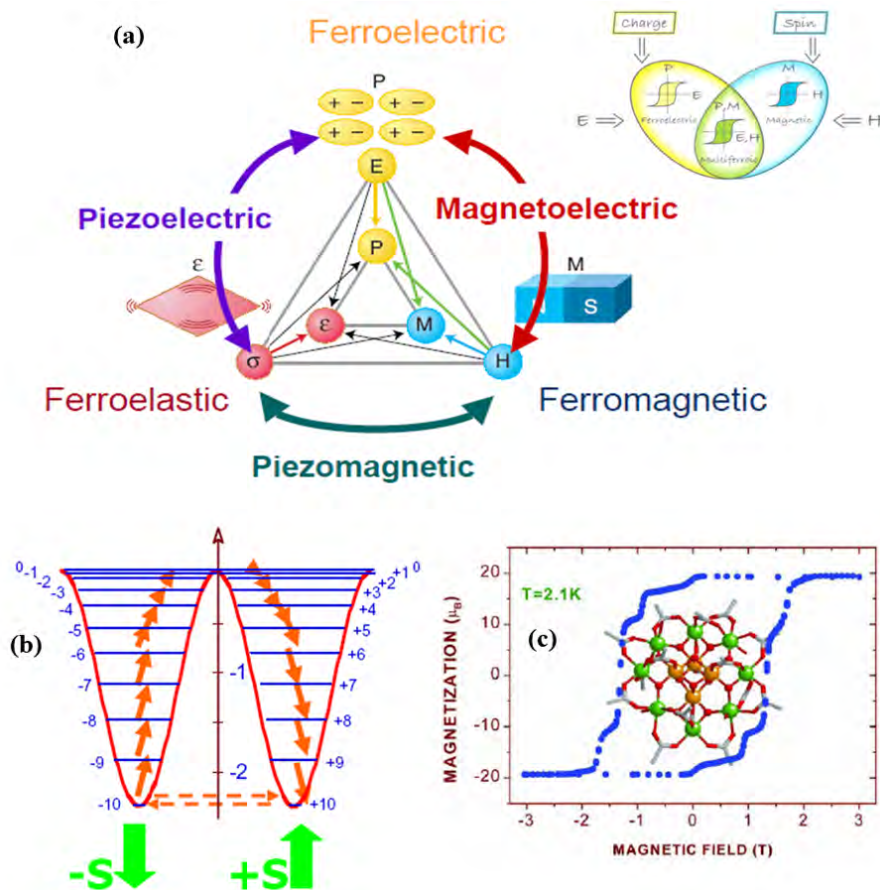 (a)
Ferroelectric
P
+ − + −
+ − + −
E
P
ε
M
σ
H
Piezoelectric
Magnetoelectric
ε
M
S
Ferroelastic
Ferromagnetic
Piezomagnetic
Charge
Spin
P
E
Ferroelectric
M
H
Magnetic
P, M
E, H
Multiferroic
E
H
(b)
0
-1
-2
-3
-4
-5
-6
-7
-8
-9
-10
-1
-2
+1 0
+2
+3
+4
+5
+6
+7
+8
+9
+10
-S
+S
(c)
T=2.1K
MAGNETIZATION (μB)
20
10
0
-10
-20
-3 -2 -1 0 1 2 3
MAGNETIC FIELD (T)